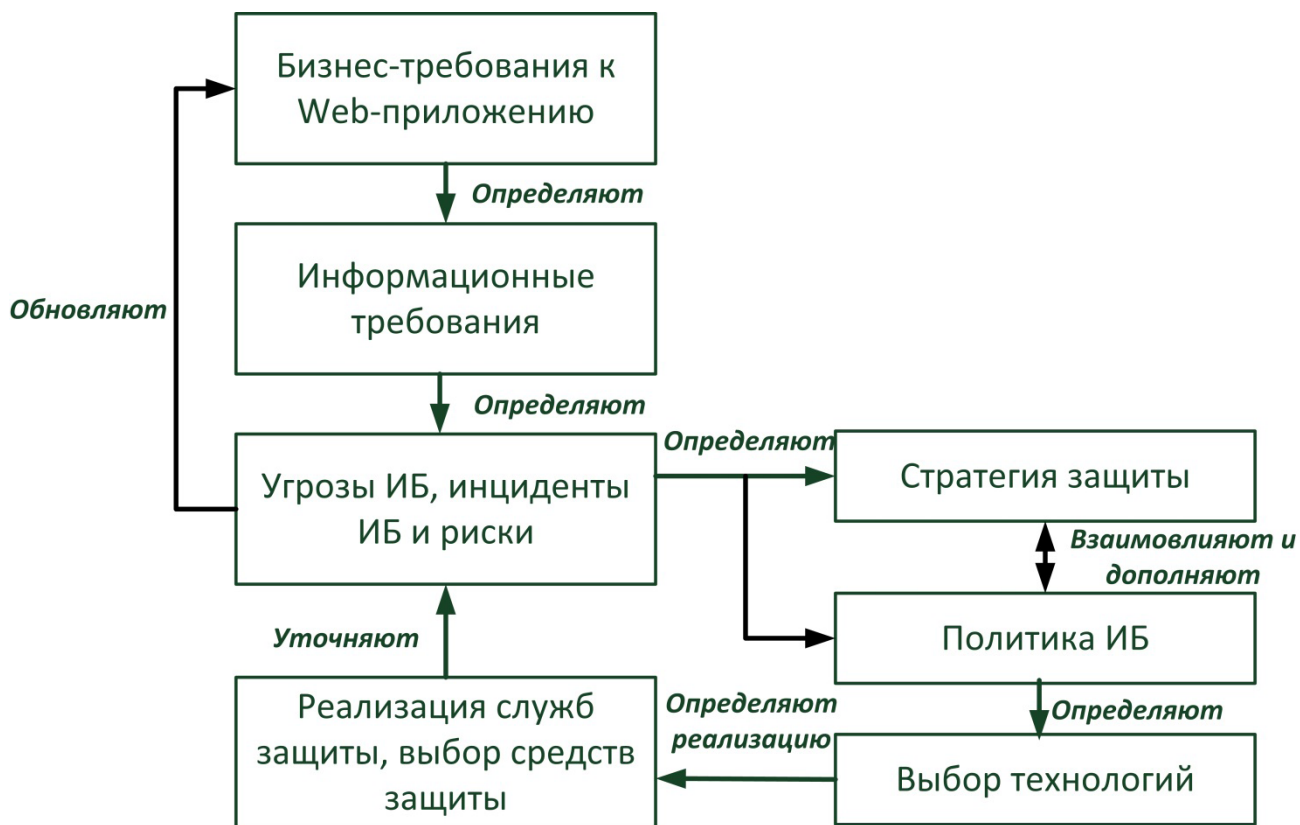 Бизнес-требования к
Web-приложению
Определяют
Информационные
требования
Обновляют
Определяют
Угрозы ИБ, инциденты
ИБ и риски
Определяют
Стратегия защиты
Взаимовлияют и
дополняют
Политика ИБ
Уточняют
Реализация служб
защиты, выбор средств
защиты
Определяют
реализацию
Определяют
Выбор технологий